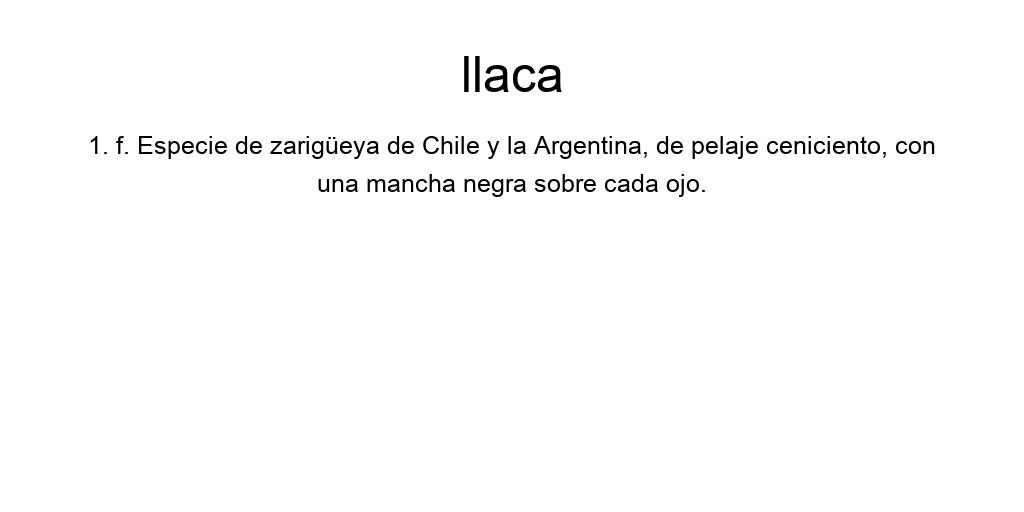 llaca
1. f. Especie de zarigüeya de Chile y la Argentina, de pelaje ceniciento, con
una mancha negra sobre cada ojo.